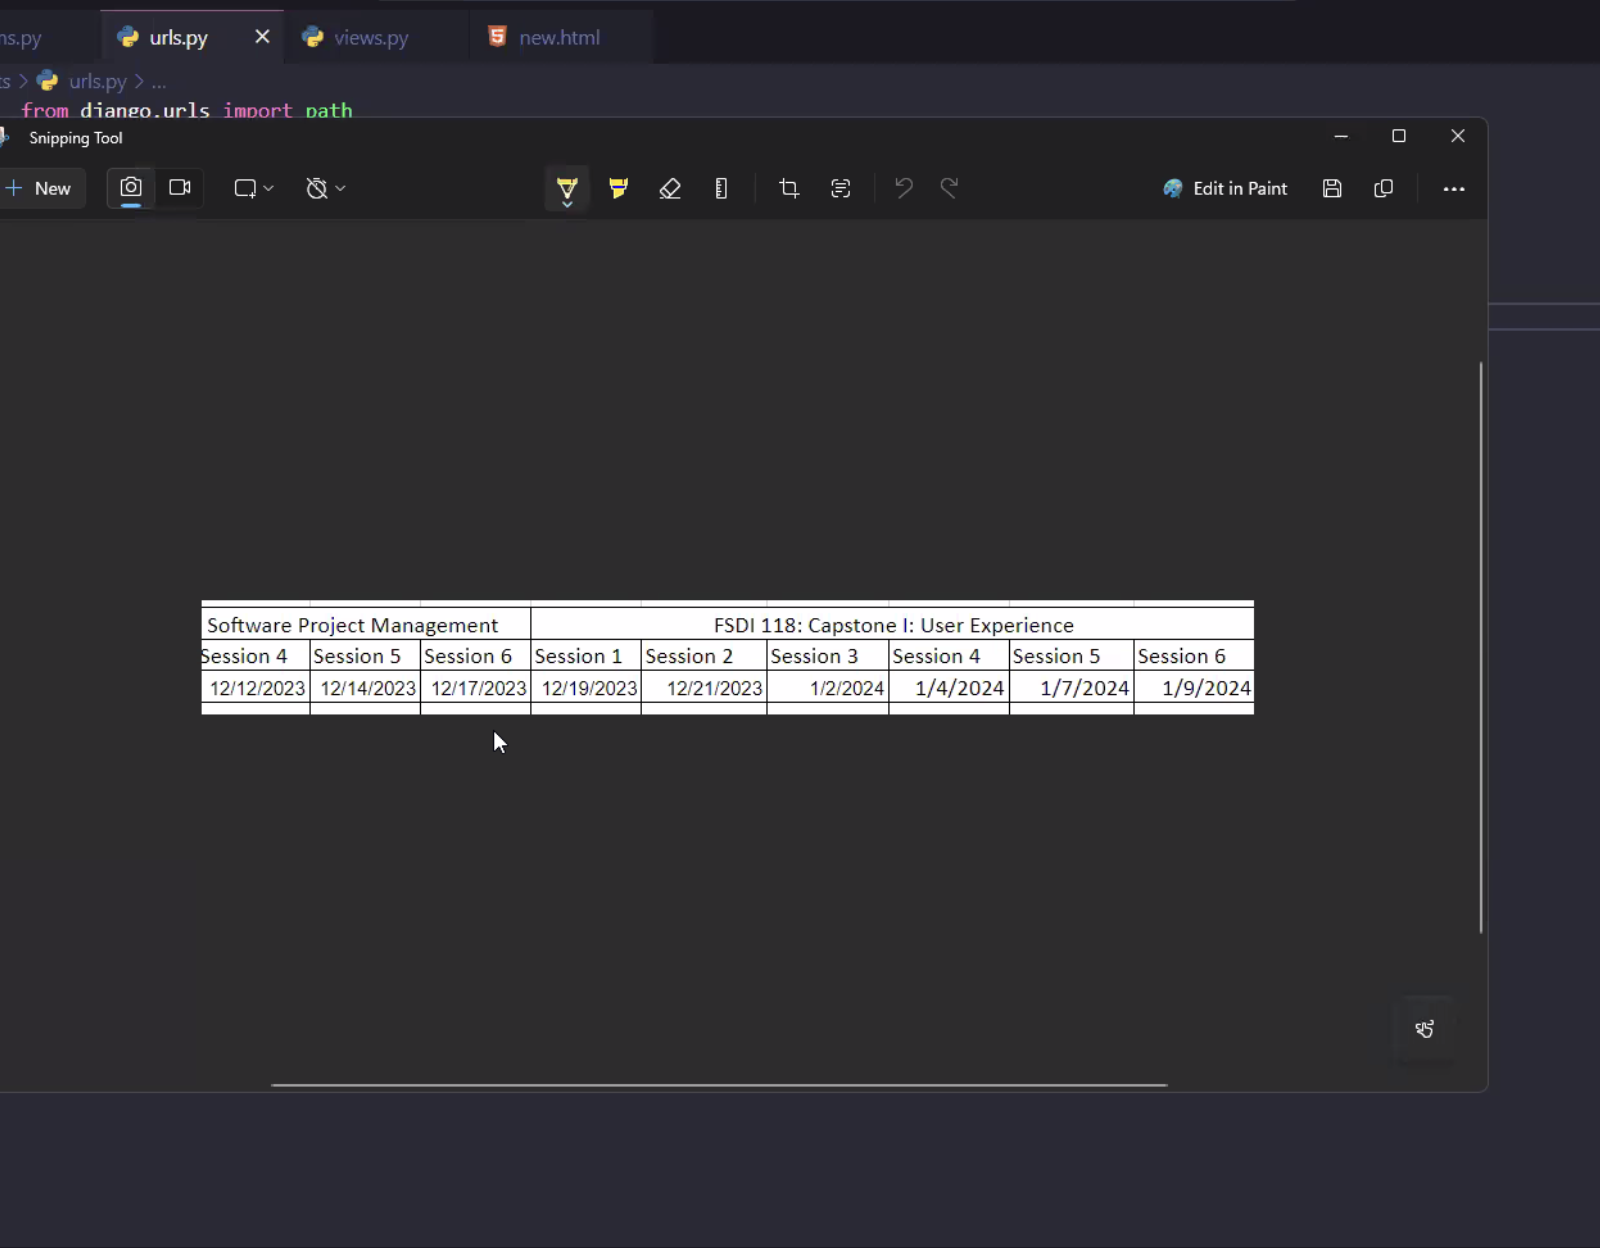 urls.py
views.py
new.html
urls.py > ...
from django.urls import path
Snipping Tool
New
Edit in Paint
Software Project Management FSDI 118: Capstone I: User Experience
Session 4 Session 5 Session 6 Session 1 Session 2 Session 3 Session 4 Session 5 Session 6
12/12/2023 12/14/2023 12/17/2023 12/19/2023 12/21/2023 1/2/2024 1/4/2024 1/7/2024 1/9/2024